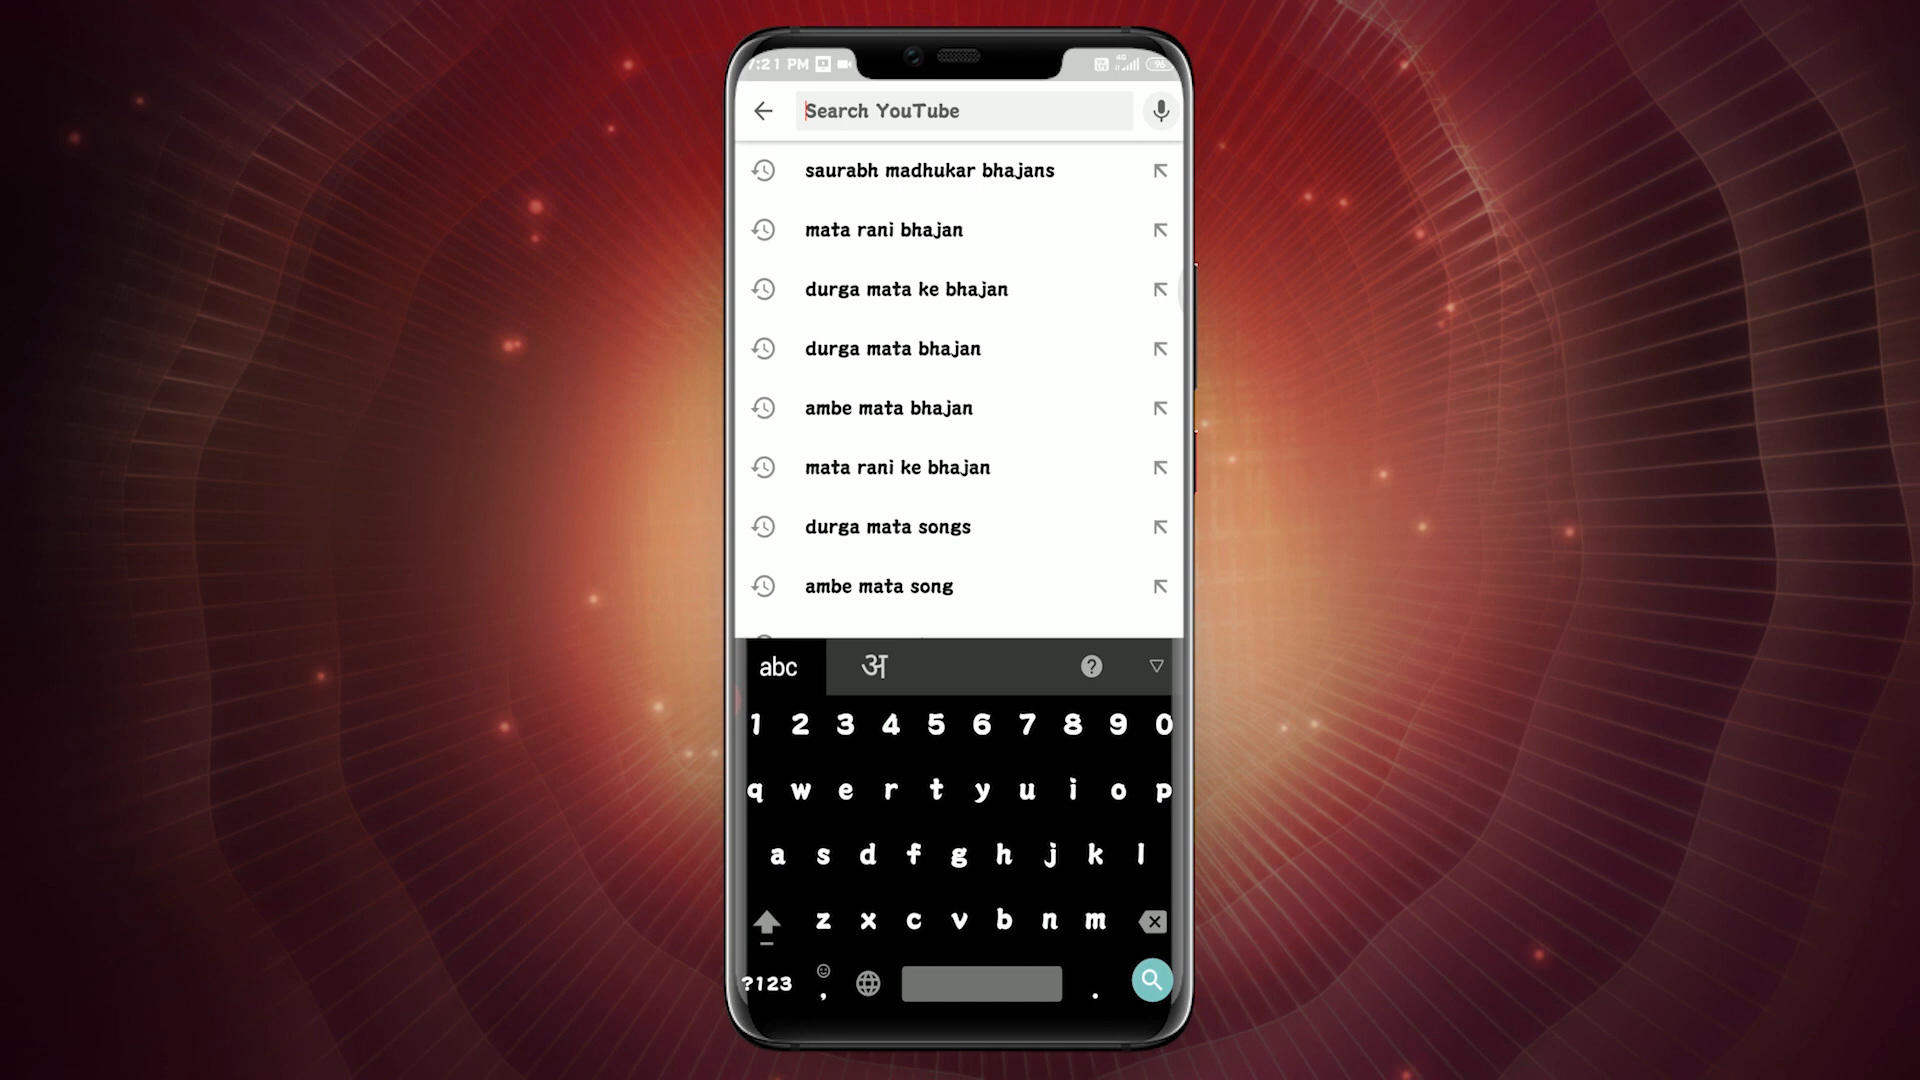 7:21 PM 4G 96
Search YouTube
saurabh madhukar bhajans
mata rani bhajan
durga mata ke bhajan
durga mata bhajan
ambe mata bhajan
mata rani ke bhajan
durga mata songs
ambe mata song
abc अ ?
1 2 3 4 5 6 7 8 9 0
q w e r t y u i o p
a s d f g h j k l
z x c v b n m
?123 , .